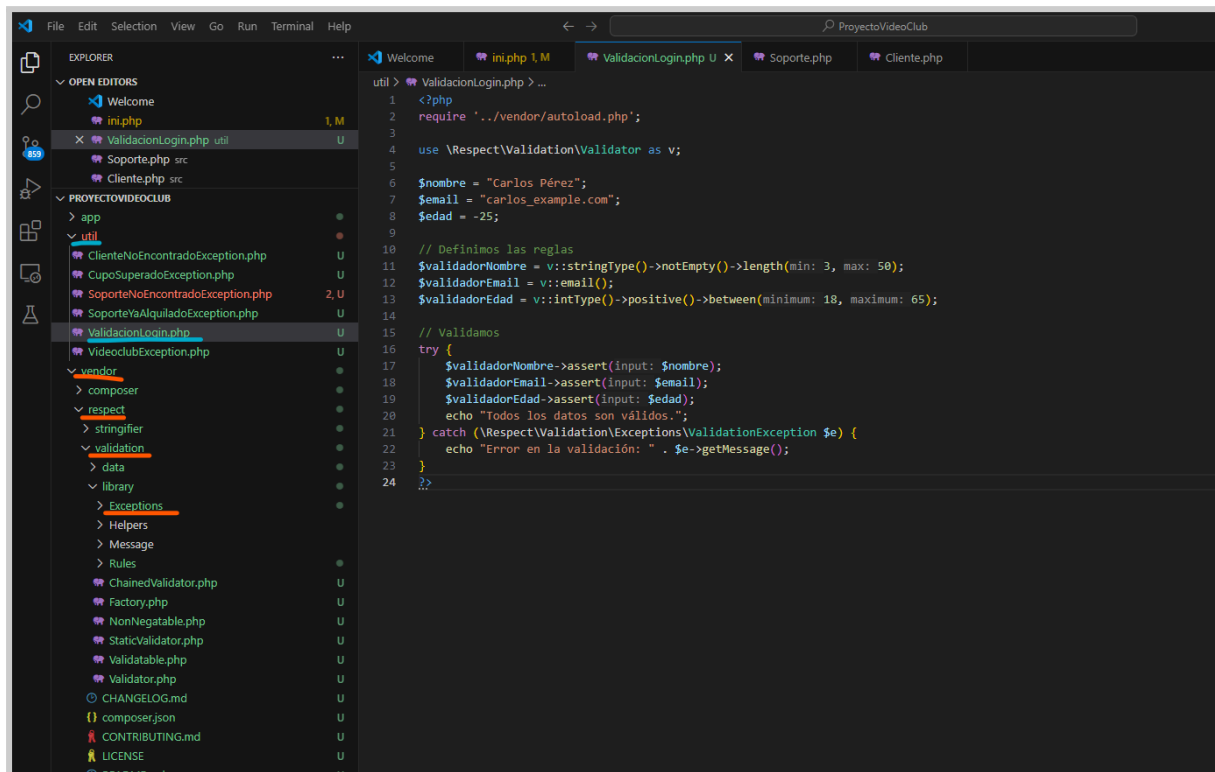 File Edit Selection View Go Run Terminal Help
ProyectoVideoClub
EXPLORER
Welcome
ini.php 1, M
ValidacionLogin.php U
Soporte.php
Cliente.php
OPEN EDITORS
Welcome
ini.php 1, M
ValidacionLogin.php util U
Soporte.php src
Cliente.php src
859
PROYECTOVIDEOCLUB
app
util
ClienteNoEncontradoException.php U
CupoSuperadoException.php U
SoporteNoEncontradoException.php 2, U
SoporteYaAlquiladoException.php U
ValidacionLogin.php U
VideoclubException.php U
vendor
composer
respect
stringifier
validation
data
library
Exceptions
Helpers
Message
Rules
ChainedValidator.php U
Factory.php U
NonNegatable.php U
StaticValidator.php U
Validatable.php U
Validator.php U
CHANGELOG.md U
composer.json U
CONTRIBUTING.md U
LICENSE U
util > ValidacionLogin.php > ...
1 <?php
2 require '../vendor/autoload.php';
3
4 use \Respect\Validation\Validator as v;
5
6 $nombre = "Carlos Pérez";
7 $email = "carlos_example.com";
8 $edad = -25;
9
10 // Definimos las reglas
11 $validadorNombre = v::stringType()->notEmpty()->length(min: 3, max: 50);
12 $validadorEmail = v::email();
13 $validadorEdad = v::intType()->positive()->between(minimum: 18, maximum: 65);
14
15 // Validamos
16 try {
17 $validadorNombre->assert(input: $nombre);
18 $validadorEmail->assert(input: $email);
19 $validadorEdad->assert(input: $edad);
20 echo "Todos los datos son válidos.";
21 } catch (\Respect\Validation\Exceptions\ValidationException $e) {
22 echo "Error en la validación: " . $e->getMessage();
23 }
24 ?>